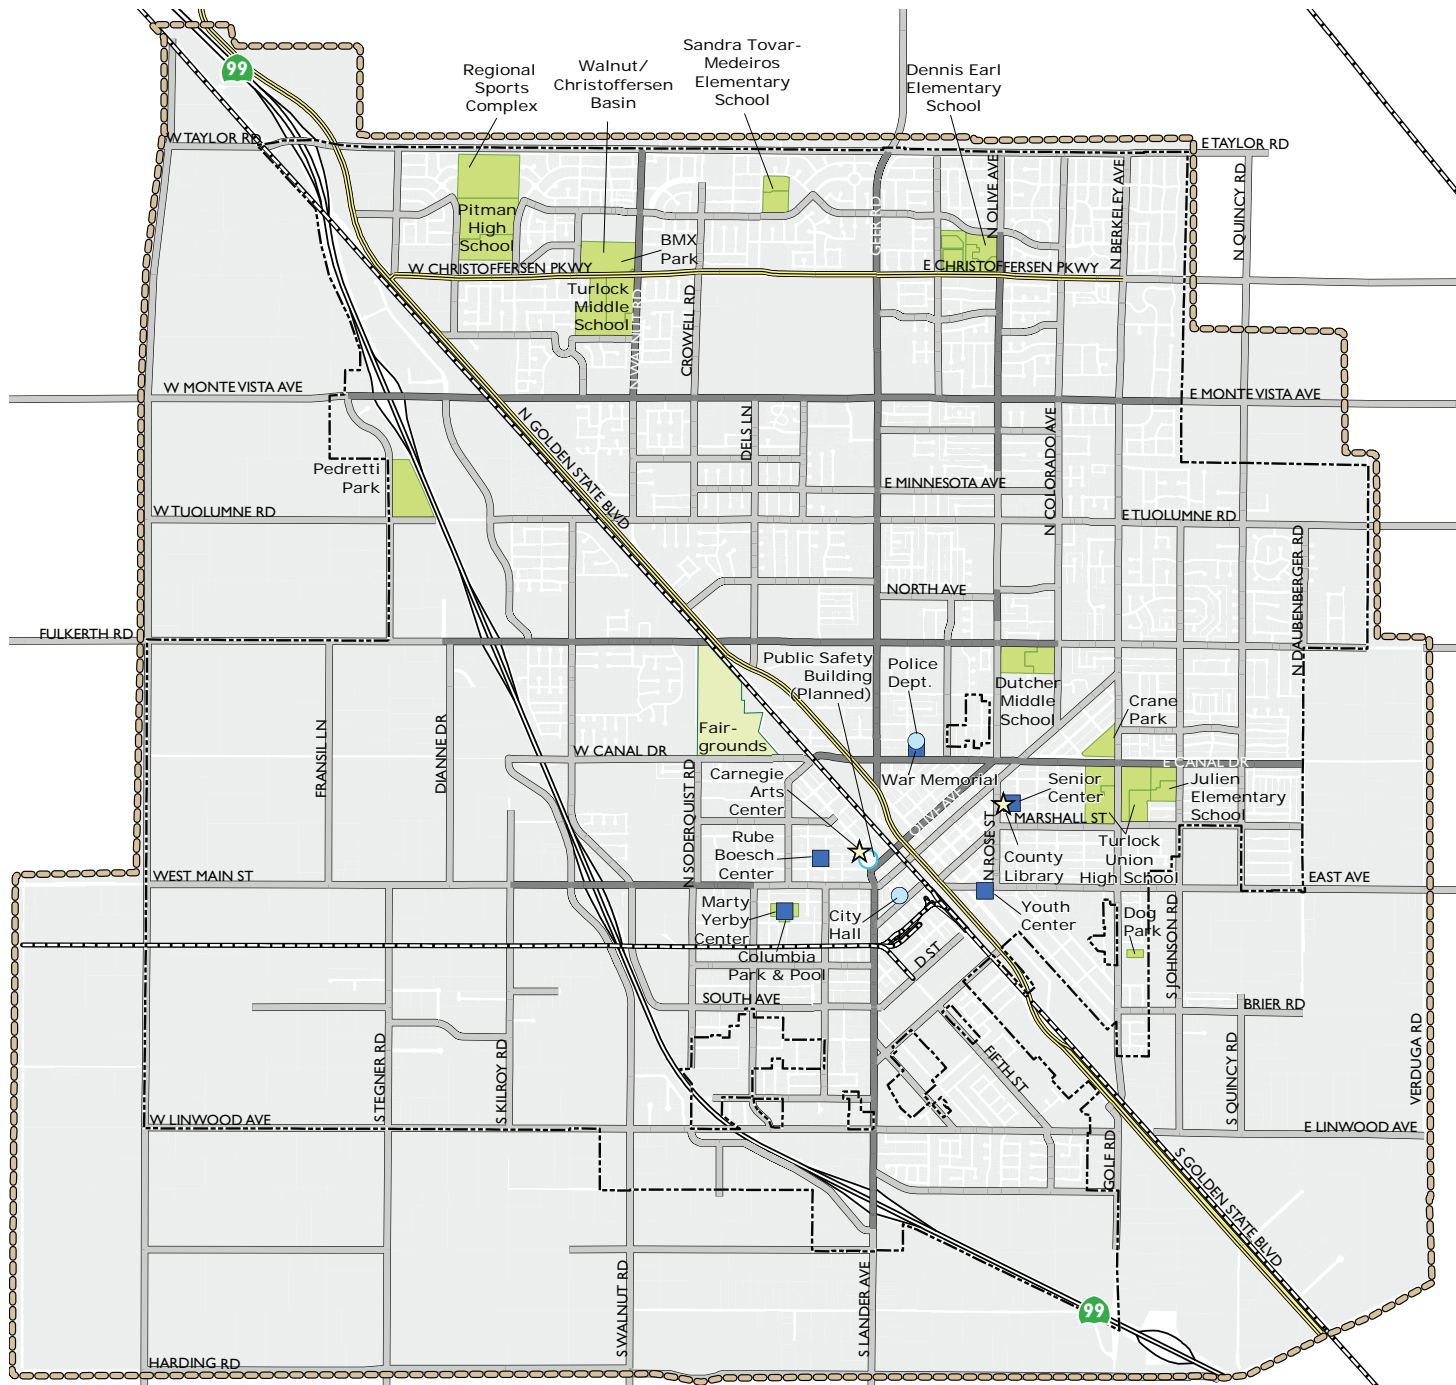 99
Regional
Sports
Complex
Walnut/
Christoffersen
Basin
Sandra Tovar-
Medeiros
Elementary
School
Dennis Earl
Elementary
School
W TAYLOR RD
E TAYLOR RD
N OLIVE AVE
N BERKELEY AVE
N QUINCY RD
GEER RD
Pitman
High
School
BMX
Park
W CHRISTOFFERSEN PKWY
E CHRISTOFFERSEN PKWY
Turlock
Middle
School
N WALNUT RD
CROWELL RD
W MONTE VISTA AVE
E MONTE VISTA AVE
N GOLDEN STATE BLVD
DELS LN
N COLORADO AVE
Pedretti
Park
E MINNESOTA AVE
W TUOLUMNE RD
E TUOLUMNE RD
N DAUBENBERGER RD
NORTH AVE
FULKERTH RD
Public Safety
Building
(Planned)
Police
Dept.
Dutcher
Middle
School
Crane
Park
FRANSIL LN
DIANNE DR
Fair-
grounds
W CANAL DR
E CANAL DR
N SODERQUIST RD
Carnegie
Arts
Center
War Memorial
Senior
Center
Julien
Elementary
School
OLIVE AVE
N ROSE ST
MARSHALL ST
Rube
Boesch
Center
County
Library
Turlock
Union
High School
WEST MAIN ST
EAST AVE
Marty
Yerby
Center
City
Hall
Youth
Center
Dog
Park
D ST
Columbia
Park & Pool
S JOHNSON RD
SOUTH AVE
BRIER RD
S TEGNER RD
S KILROY RD
FIFTH ST
S QUINCY RD
VERDUGA RD
W LINWOOD AVE
E LINWOOD AVE
GOLF RD
S GOLDEN STATE BLVD
S WALNUT RD
S LANDER AVE
99
HARDING RD